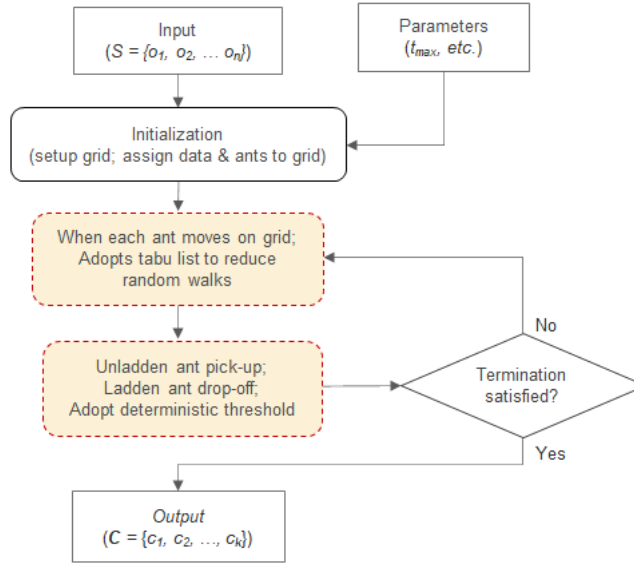 Input
(S = {o₁, o₂, … oₙ})
Parameters
(tₘₐₓ, etc.)
Initialization
(setup grid; assign data & ants to grid)
When each ant moves on grid;
Adopts tabu list to reduce
random walks
Unladden ant pick-up;
Ladden ant drop-off;
Adopt deterministic threshold
No
Termination
satisfied?
Yes
Output
(C = {c₁, c₂, …, cₖ})